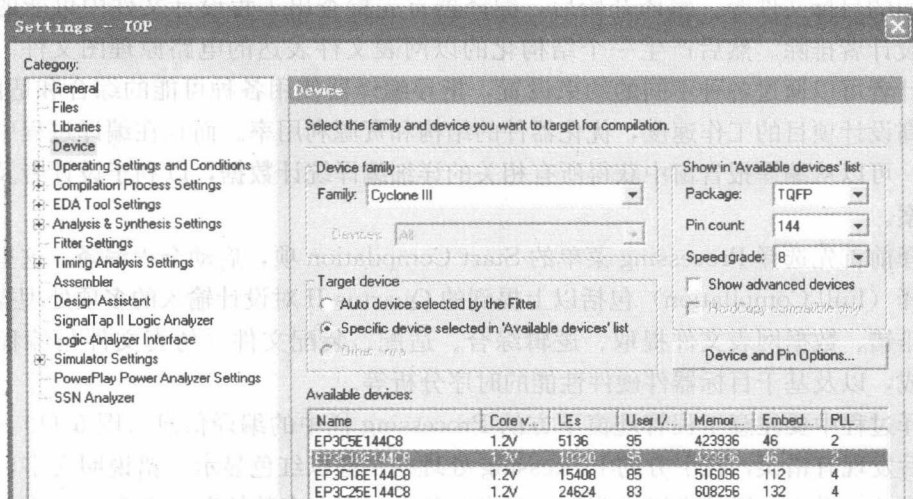 Settings - TOP
Category:
General
Files
Libraries
Device
Operating Settings and Conditions
Compilation Process Settings
EDA Tool Settings
Analysis & Synthesis Settings
Fitter Settings
Timing Analysis Settings
Assembler
Design Assistant
SignalTap II Logic Analyzer
Logic Analyzer Interface
Simulator Settings
PowerPlay Power Analyzer Settings
SSN Analyzer
Device
Select the family and device you want to target for compilation.
Device family
Family: Cyclone III
Devices: All
Show in 'Available devices' list
Package: TQFP
Pin count: 144
Speed grade: 8
Show advanced devices
HardCopy compatible only
Target device
Auto device selected by the Fitter
Specific device selected in 'Available devices' list
Device and Pin Options...
Available devices:
Name Core v... LEs User I/... Memor... Embed... PLL
EP3C5E144C8 1.2V 5136 95 423936 46 2
EP3C10E144C8 1.2V 10320 95 423936 46 2
EP3C16E144C8 1.2V 15408 85 516096 112 4
EP3C25E144C8 1.2V 24624 83 608256 132 4